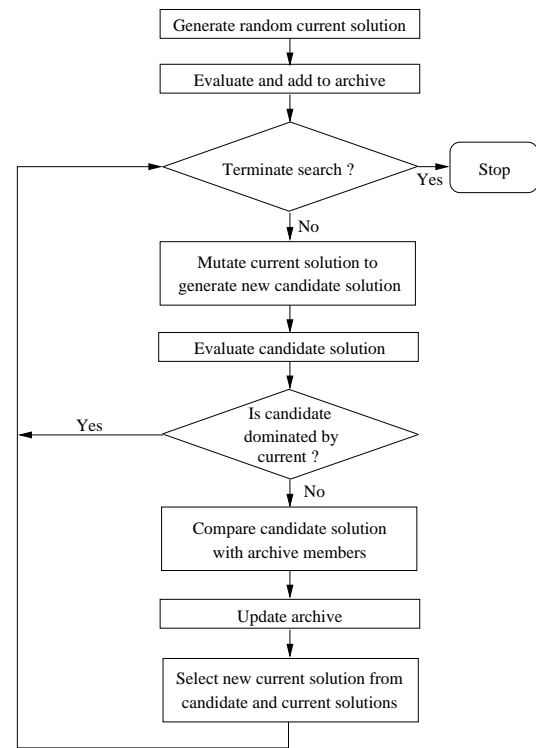 Generate random current solution
Evaluate and add to archive
Terminate search ?
Yes
Stop
No
Mutate current solution to
generate new candidate solution
Evaluate candidate solution
Is candidate
dominated by
current ?
Yes
No
Compare candidate solution
with archive members
Update archive
Select new current solution from
candidate and current solutions